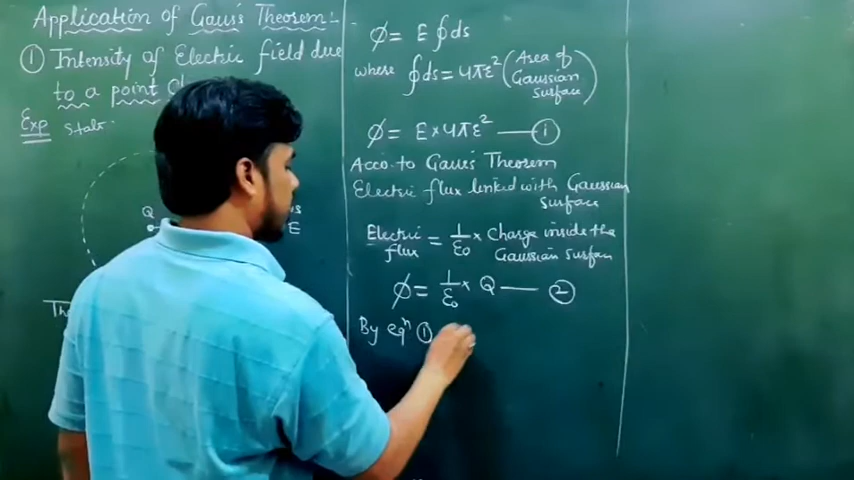 Application of Gauss Theorem:-
① Intensity of Electric field due
to a point
Exp
Q
E
Th
Φ = E ∮ds
where ∮ds = 4πr² (Area of
Gaussian
Surface)
Φ = E × 4πr² — ①
Acco. to Gauss Theorem
Electric flux linked with Gaussian
Surface
Electric
flux = 1/ε₀ × Charge inside the
Gaussian Surface.
Φ = 1/ε₀ × Q — ②
By eqⁿ ①